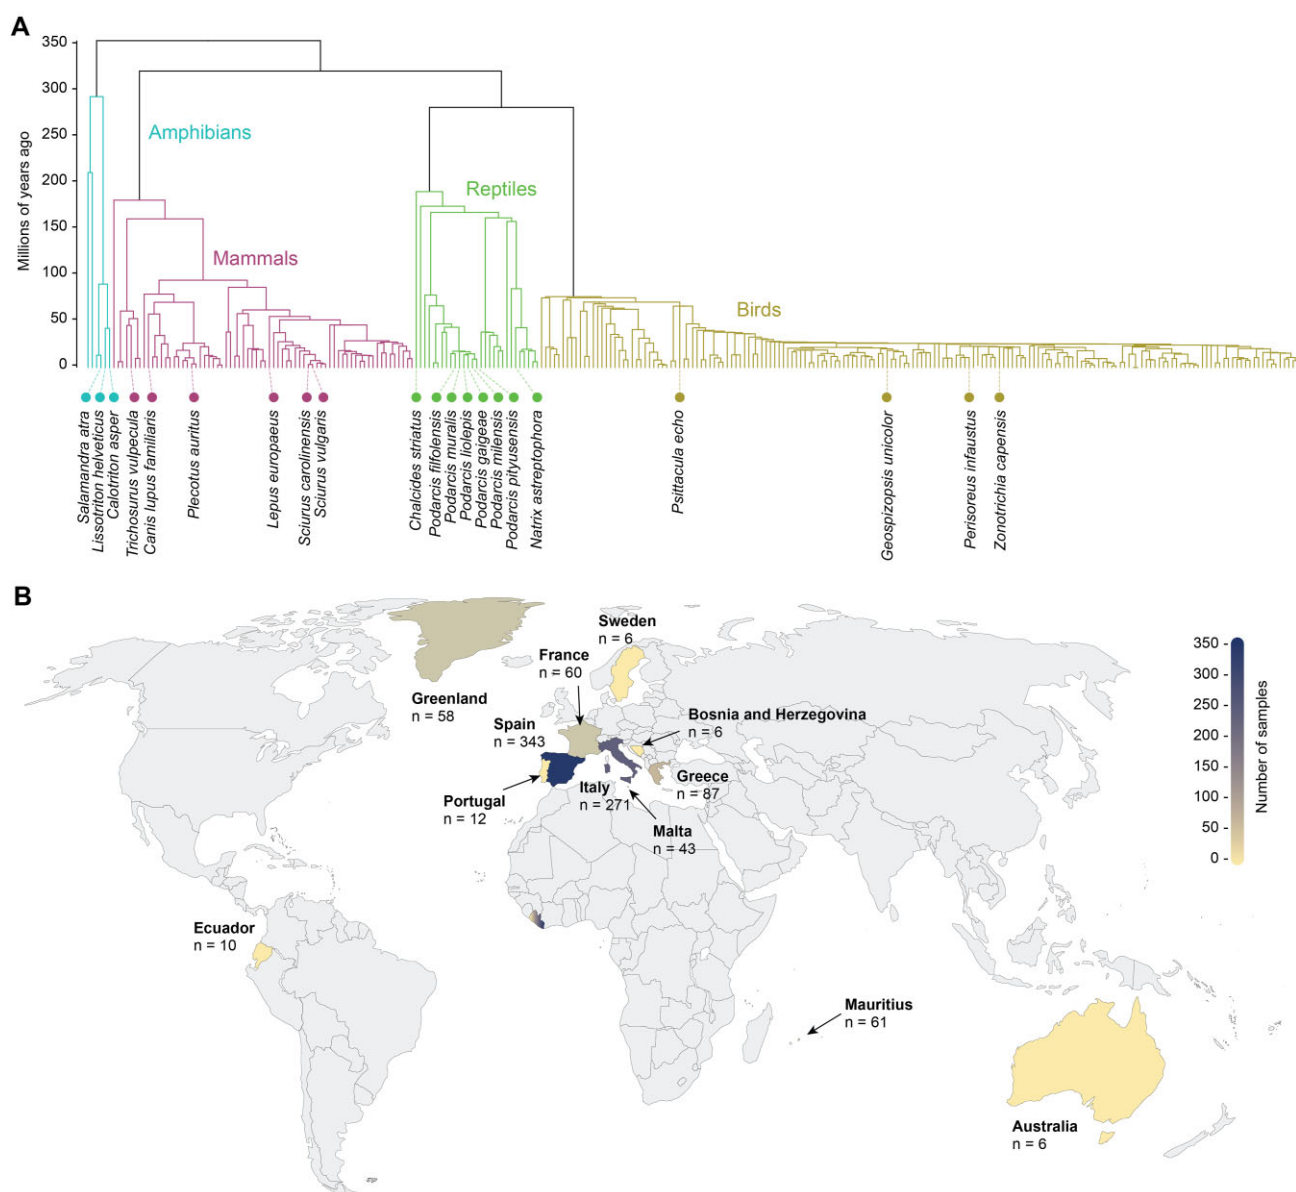 A
350
300
250
200
150
100
50
0
Millions of years ago
Amphibians
Mammals
Reptiles
Birds
Salamandra atra
Lissotriton helveticus
Calotriton asper
Trichosurus vulpecula
Canis lupus familiaris
Plecotus auritus
Lepus europaeus
Sciurus carolinensis
Sciurus vulgaris
Chalcides striatus
Podarcis filfolensis
Podarcis muralis
Podarcis liolepis
Podarcis gaigeae
Podarcis milensis
Podarcis pityusensis
Natrix astreptophora
Psittacula echo
Geospizopsis unicolor
Perisoreus infaustus
Zonotrichia capensis
B
Sweden
n = 6
France
n = 60
Greenland
n = 58
Spain
n = 343
Bosnia and Herzegovina
n = 6
Portugal
n = 12
Italy
n = 271
Greece
n = 87
Malta
n = 43
Ecuador
n = 10
Mauritius
n = 61
Australia
n = 6
350
300
250
200
150
100
50
0
Number of samples